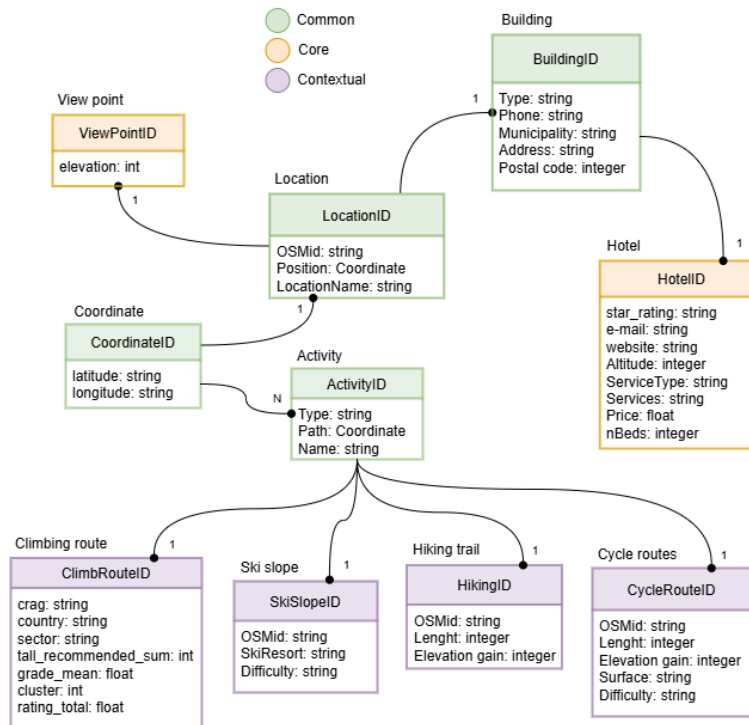 Common
Core
Contextual
Building
BuildingID
Type: string
Phone: string
Municipality: string
Address: string
Postal code: integer
1
View point
ViewPointID
elevation: int
1
Location
LocationID
OSMid: string
Position: Coordinate
LocationName: string
1
Hotel
1
HotelID
star_rating: string
e-mail: string
website: string
Altitude: integer
ServiceType: string
Services: string
Price: float
nBeds: integer
Coordinate
CoordinateID
latitude: string
longitude: string
Activity
N
ActivityID
Type: string
Path: Coordinate
Name: string
Climbing route
1
ClimbRouteID
crag: string
country: string
sector: string
tall_recommended_sum: int
grade_mean: float
cluster: int
rating_total: float
Ski slope
1
SkiSlopeID
OSMid: string
SkiResort: string
Difficulty: string
Hiking trail
1
HikingID
OSMid: string
Lenght: integer
Elevation gain: integer
Cycle routes
1
CycleRouteID
OSMid: string
Lenght: integer
Elevation gain: integer
Surface: string
Difficulty: string